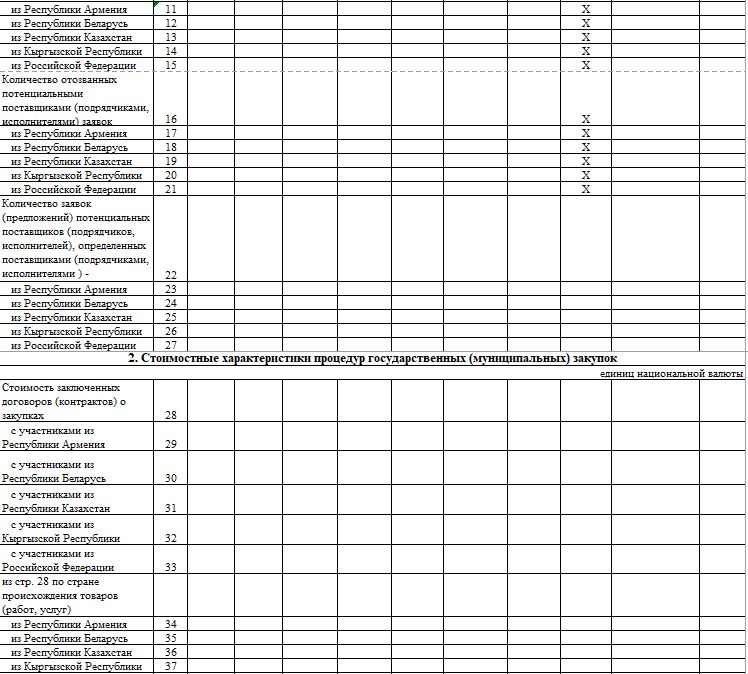 из Республики Армения 11 X
из Республики Беларусь 12 X
из Республики Казахстан 13 X
из Кыргызской Республики 14 X
из Российской Федерации 15 X
Количество отозванных
потенциальными
поставщиками (подрядчиками,
исполнителями) заявок 16 X
из Республики Армения 17 X
из Республики Беларусь 18 X
из Республики Казахстан 19 X
из Кыргызской Республики 20 X
из Российской Федерации 21 X
Количество заявок
(предложений) потенциальных
поставщиков (подрядчиков,
исполнителей), определенных
поставщиками (подрядчиками,
исполнителями ) - 22
из Республики Армения 23
из Республики Беларусь 24
из Республики Казахстан 25
из Кыргызской Республики 26
из Российской Федерации 27
2. Стоимостные характеристики процедур государственных (муниципальных) закупок
единиц национальной валюты
Стоимость заключенных
договоров (контрактов) о
закупках 28
с участниками из
Республики Армения 29
с участниками из
Республики Беларусь 30
с участниками из
Республики Казахстан 31
с участниками из
Кыргызской Республики 32
с участниками из
Российской Федерации 33
из стр. 28 по стране
происхождения товаров
(работ, услуг)
из Республики Армения 34
из Республики Беларусь 35
из Республики Казахстан 36
из Кыргызской Республики 37